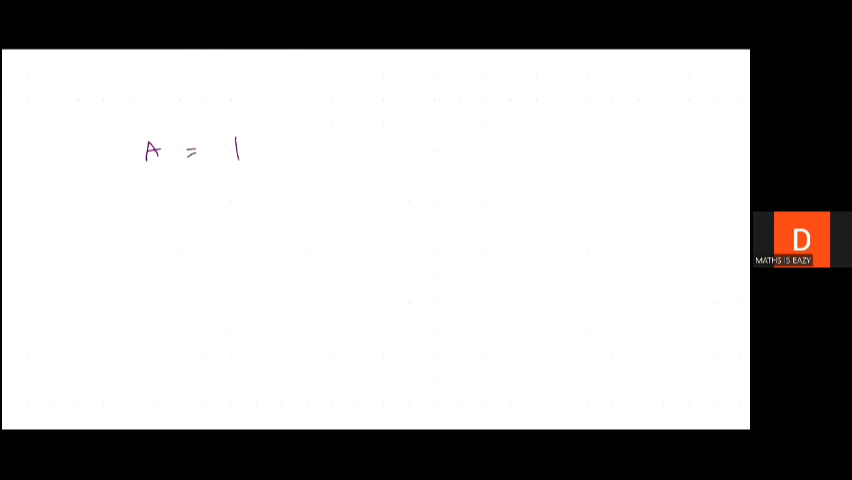 A = 1
D
MATHS IS EAZY